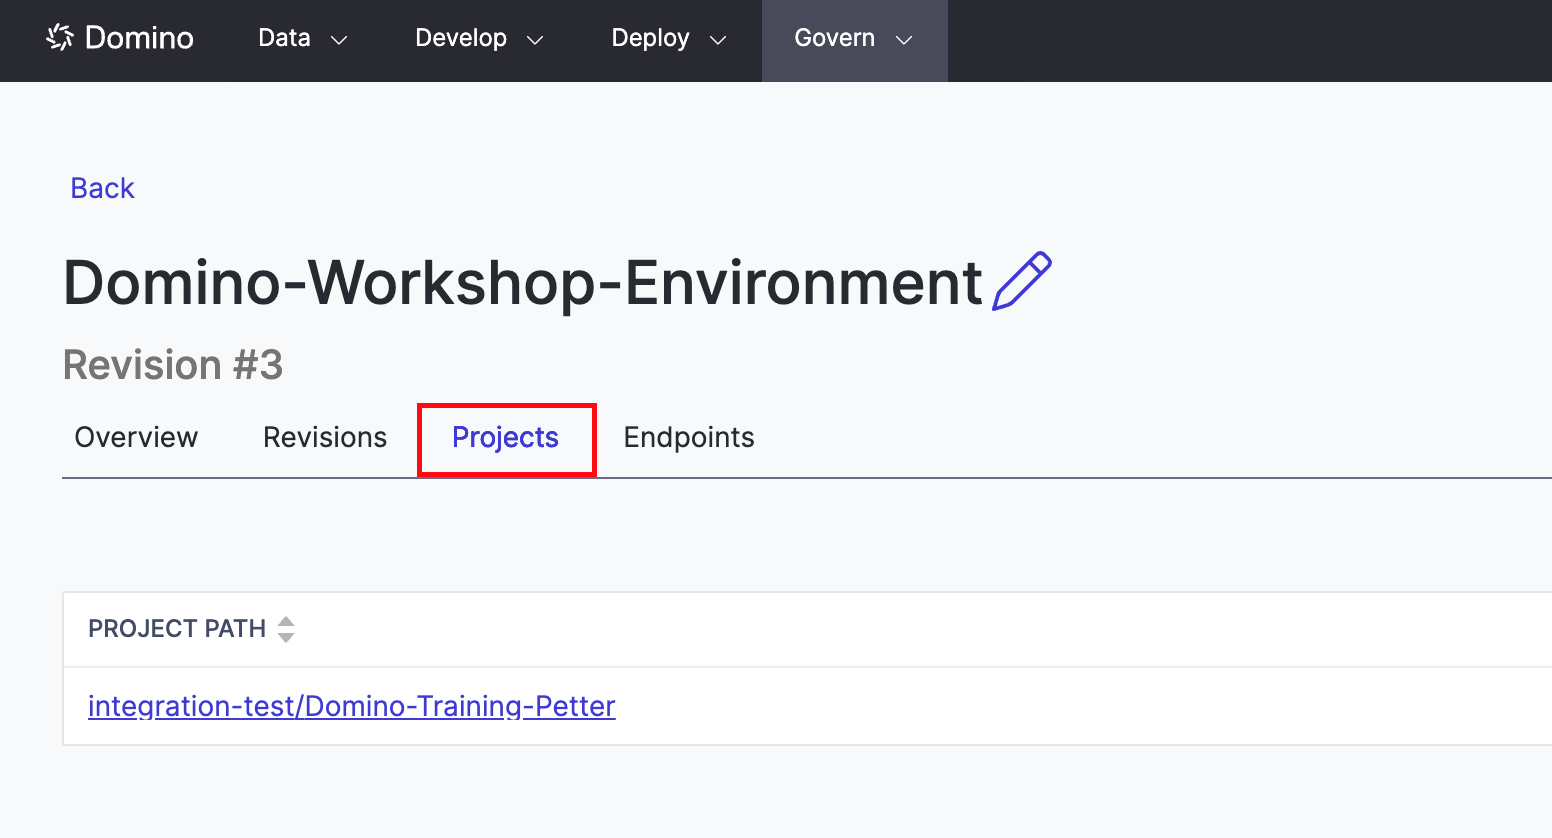 Domino Data Develop Deploy Govern
Back
Domino-Workshop-Environment
Revision #3
Overview Revisions Projects Endpoints
PROJECT PATH
integration-test/Domino-Training-Petter